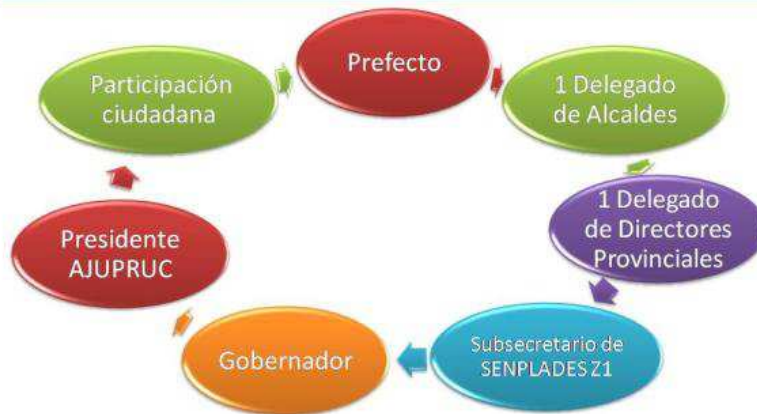 Prefecto
1 Delegado
de Alcaldes
1 Delegado
de Directores
Provinciales
Subsecretario de
SENPLADES Z1
Gobernador
Presidente
AJUPRUC
Participación
ciudadana